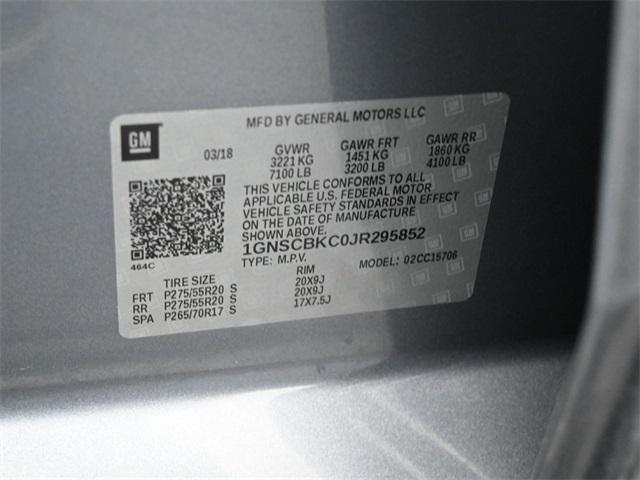 MFD BY GENERAL MOTORS LLC
GM
03/18
GVWR GAWR FRT GAWR RR
3221 KG 1451 KG 1860 KG
7100 LB 3200 LB 4100 LB
THIS VEHICLE CONFORMS TO ALL
APPLICABLE U.S. FEDERAL MOTOR
VEHICLE SAFETY STANDARDS IN EFFECT
ON THE DATE OF MANUFACTURE
SHOWN ABOVE.
1GNSCBKC0JR295852
464C
TYPE: M.P.V. MODEL: 02CC15706
TIRE SIZE RIM
FRT P275/55R20 S 20X9J
RR P275/55R20 S 20X9J
SPA P265/70R17 S 17X7.5J